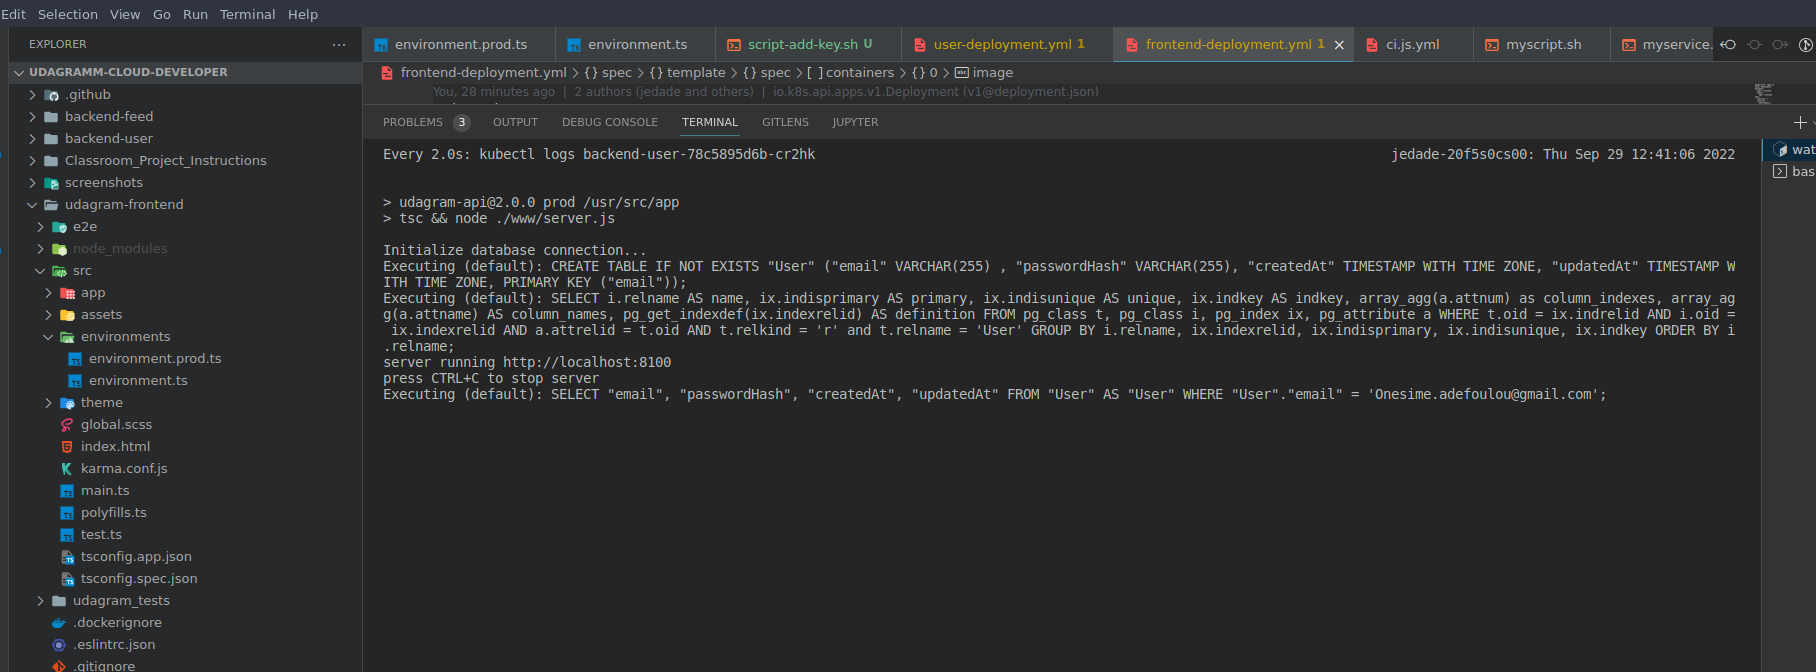 Edit Selection View Go Run Terminal Help
EXPLORER ···
UDAGRAMM-CLOUD-DEVELOPER
.github
backend-feed
backend-user
Classroom_Project_Instructions
screenshots
udagram-frontend
e2e
node_modules
src
app
assets
environments
environment.prod.ts
environment.ts
theme
global.scss
index.html
karma.conf.js
main.ts
polyfills.ts
test.ts
tsconfig.app.json
tsconfig.spec.json
udagram_tests
.dockerignore
.eslintrc.json
.gitignore
environment.prod.ts environment.ts script-add-key.sh U user-deployment.yml 1 frontend-deployment.yml 1 ci.js.yml myscript.sh myservice.
frontend-deployment.yml > {} spec > {} template > {} spec > [ ] containers > {} 0 > image
You, 28 minutes ago | 2 authors (jedade and others) | io.k8s.api.apps.v1.Deployment (v1@deployment.json)
PROBLEMS 3 OUTPUT DEBUG CONSOLE TERMINAL GITLENS JUPYTER
Every 2.0s: kubectl logs backend-user-78c5895d6b-cr2hk jedade-20f5s0cs00: Thu Sep 29 12:41:06 2022
> udagram-api@2.0.0 prod /usr/src/app
> tsc && node ./www/server.js
Initialize database connection...
Executing (default): CREATE TABLE IF NOT EXISTS "User" ("email" VARCHAR(255) , "passwordHash" VARCHAR(255), "createdAt" TIMESTAMP WITH TIME ZONE, "updatedAt" TIMESTAMP W
ITH TIME ZONE, PRIMARY KEY ("email"));
Executing (default): SELECT i.relname AS name, ix.indisprimary AS primary, ix.indisunique AS unique, ix.indkey AS indkey, array_agg(a.attnum) as column_indexes, array_ag
g(a.attname) AS column_names, pg_get_indexdef(ix.indexrelid) AS definition FROM pg_class t, pg_class i, pg_index ix, pg_attribute a WHERE t.oid = ix.indrelid AND i.oid =
ix.indexrelid AND a.attrelid = t.oid AND t.relkind = 'r' and t.relname = 'User' GROUP BY i.relname, ix.indexrelid, ix.indisprimary, ix.indisunique, ix.indkey ORDER BY i
.relname;
server running http://localhost:8100
press CTRL+C to stop server
Executing (default): SELECT "email", "passwordHash", "createdAt", "updatedAt" FROM "User" AS "User" WHERE "User"."email" = 'Onesime.adefoulou@gmail.com';
wat
bas